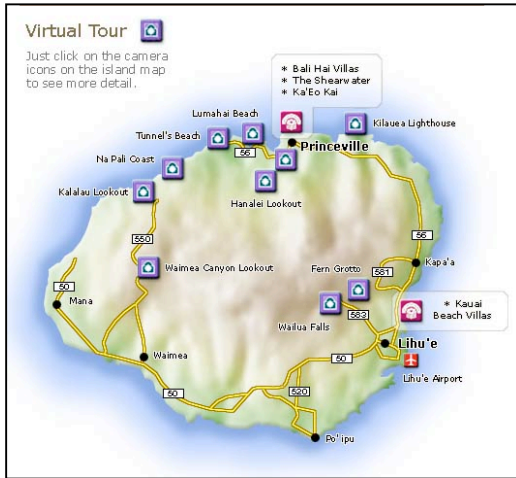 Virtual Tour
Just click on the camera
icons on the island map
to see more detail.
* Bali Hai Villas
* The Shearwater
* Ka'Eo Kai
Lumahai Beach
Kilauea Lighthouse
Tunnel's Beach
56
Princeville
Na Pali Coast
Kalalau Lookout
Hanalei Lookout
550
56
Waimea Canyon Lookout
Fern Grotto
581
Kapa'a
50
Mana
583
* Kauai
Beach Villas
Wailua Falls
Lihu'e
Waimea
50
Lihu'e Airport
50
520
Po'ipu